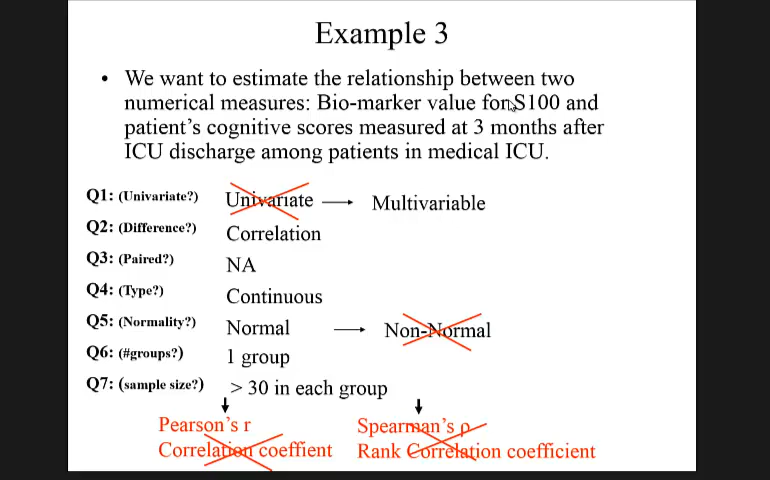 Example 3
• We want to estimate the relationship between two
numerical measures: Bio-marker value for S100 and
patient's cognitive scores measured at 3 months after
ICU discharge among patients in medical ICU.
Q1: (Univariate?) Univariate → Multivariable
Q2: (Difference?) Correlation
Q3: (Paired?) NA
Q4: (Type?) Continuous
Q5: (Normality?) Normal → Non-Normal
Q6: (#groups?) 1 group
Q7: (sample size?) > 30 in each group
Pearson's r Spearman's ρ
Correlation coeffient Rank Correlation coefficient